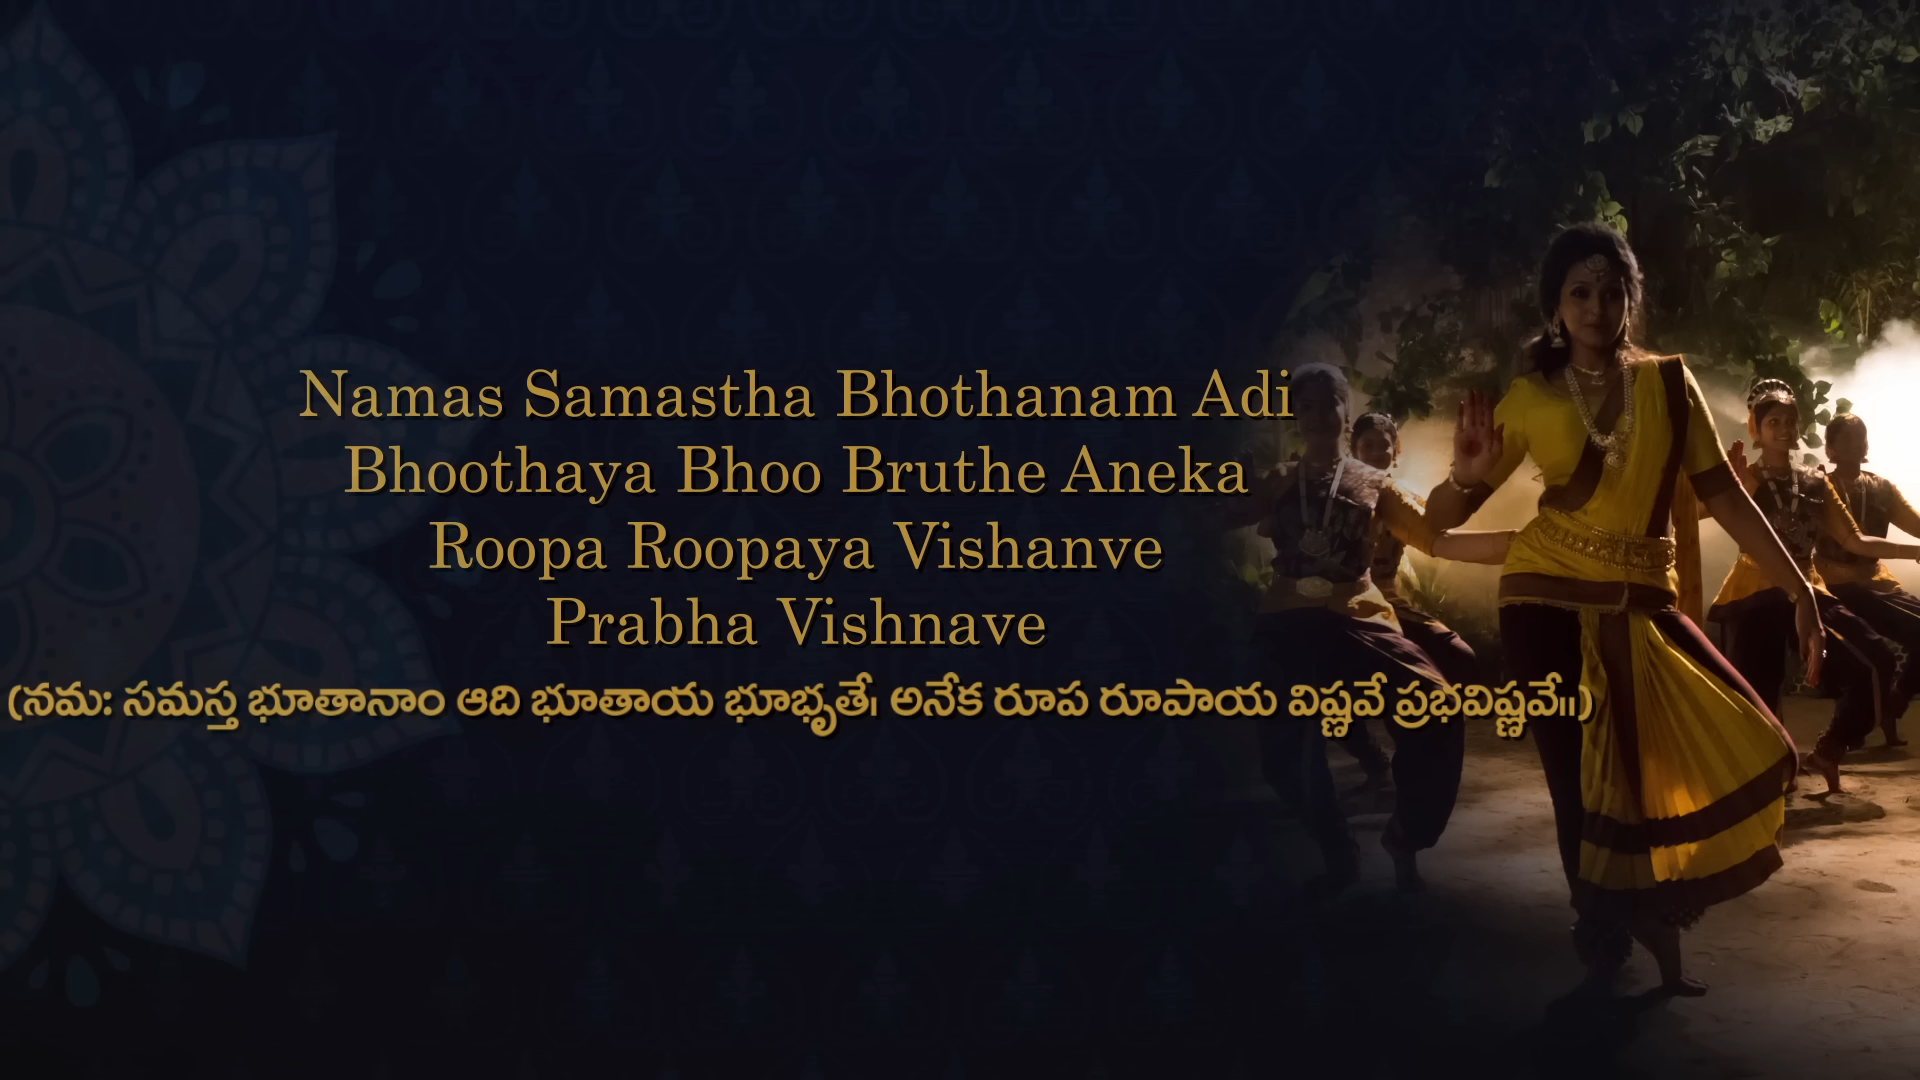 Namas Samastha Bhothanam Adi
Bhoothaya Bhoo Bruthe Aneka
Roopa Roopaya Vishanve
Prabha Vishnave
(నమః సమస్త భూతానాం ఆది భూతాయ భూభృతే। అనేక రూప రూపాయ విష్ణవే ప్రభవిష్ణవే॥)